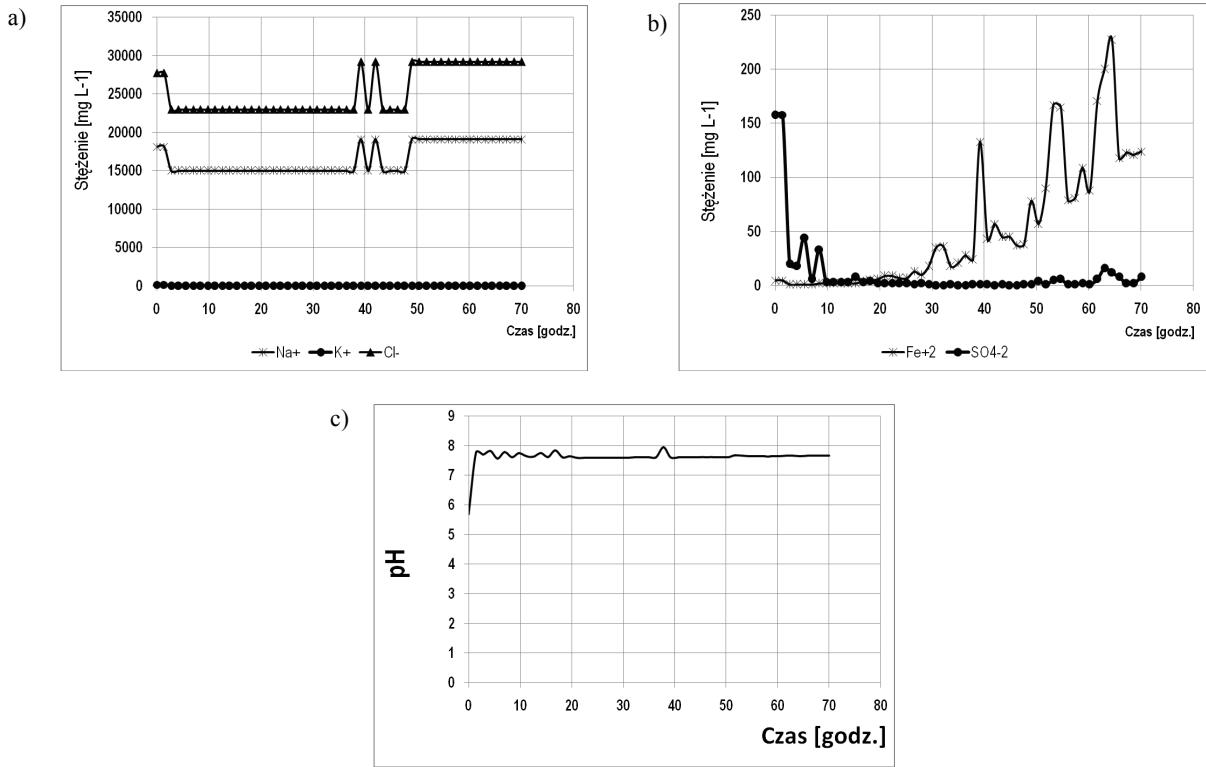 a)
Stężenie [mg L-1]
35000
30000
25000
20000
15000
10000
5000
0
0 10 20 30 40 50 60 70 80
Czas [godz.]
Na+ K+ Cl-
b)
Stężenie [mg L-1]
250
200
150
100
50
0
0 10 20 30 40 50 60 70 80
Czas [godz.]
Fe+2 SO4-2
c)
pH
9
8
7
6
5
4
3
2
1
0
0 10 20 30 40 50 60 70 80
Czas [godz.]